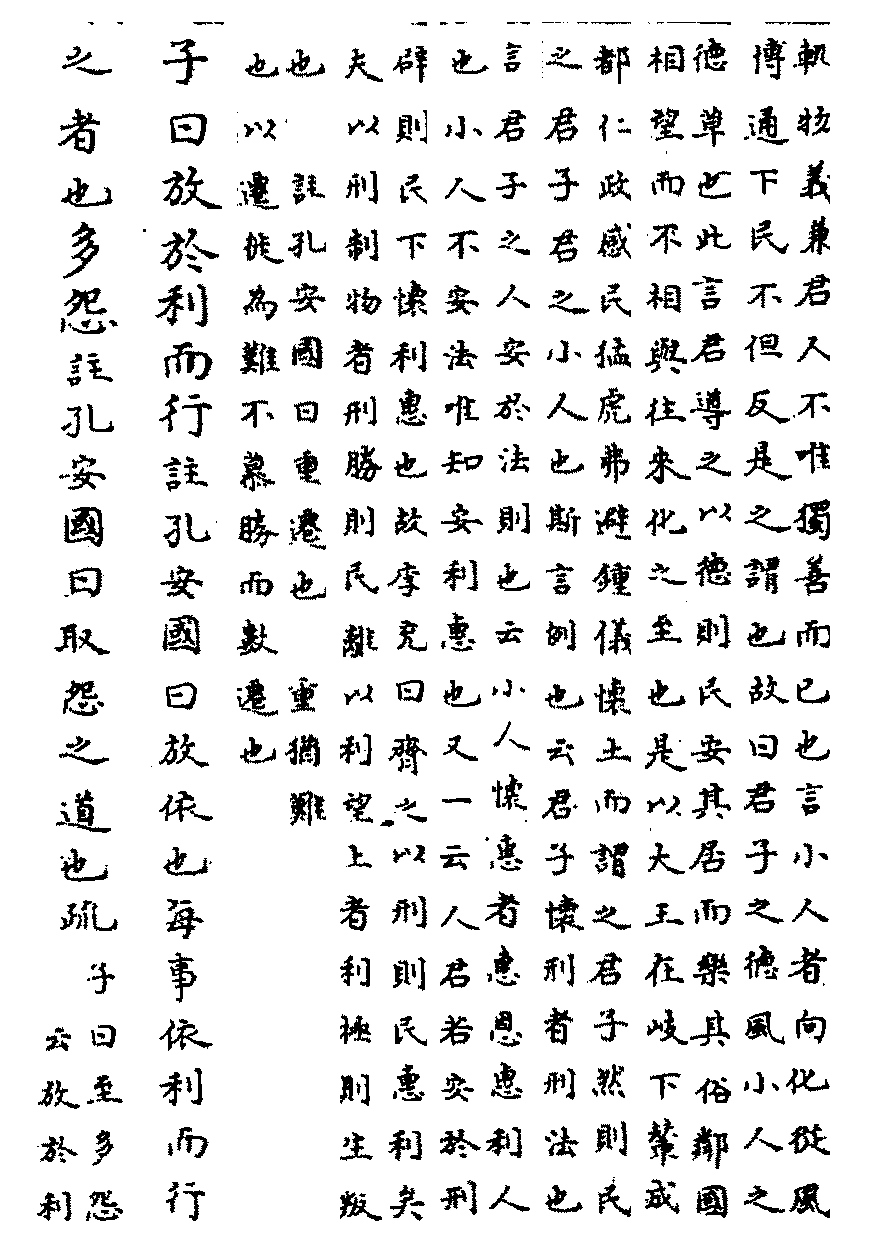 軌物義兼君人不唯獨善而已也言小人者向化從風
博通下民不但反是之謂也故曰君子之德風小人之
德草也此言君導之以德則民安其居而樂其俗鄰國
相望而不相與往來化之至也是以大王在岐下輦成
都仁政感民猛虎弗避鍾儀懷土而謂之君子然則民
之君子君之小人也斯言例也云君子懷刑者刑法也
言君子之人安於法則也云小人懷惠者惠恩惠利人
也小人不安法唯知安利惠也又一云人君若安於刑
辟則民下懷利惠也故李充曰齊之以刑則民惠利矣
夫以刑制物者刑勝則民離以利望上者利極則生叛
也 註孔安國曰重遷也 重猶難
也以遷徙為難不慕勝而數遷也
子曰放於利而行註孔安國曰放依也每事依利而行
之者也多怨註孔安國曰取怨之道也疏
子曰至多怨
云放於利